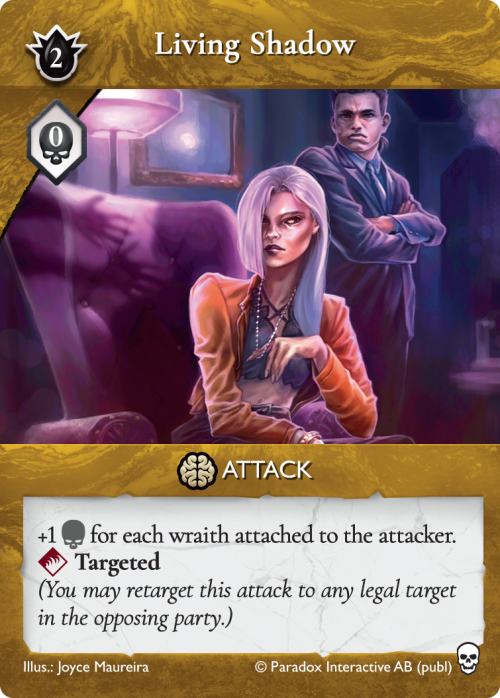 2
Living Shadow
0
ATTACK
+1 for each wraith attached to the attacker.
Targeted
(You may retarget this attack to any legal target
in the opposing party.)
Illus.: Joyce Maureira
© Paradox Interactive AB (publ)